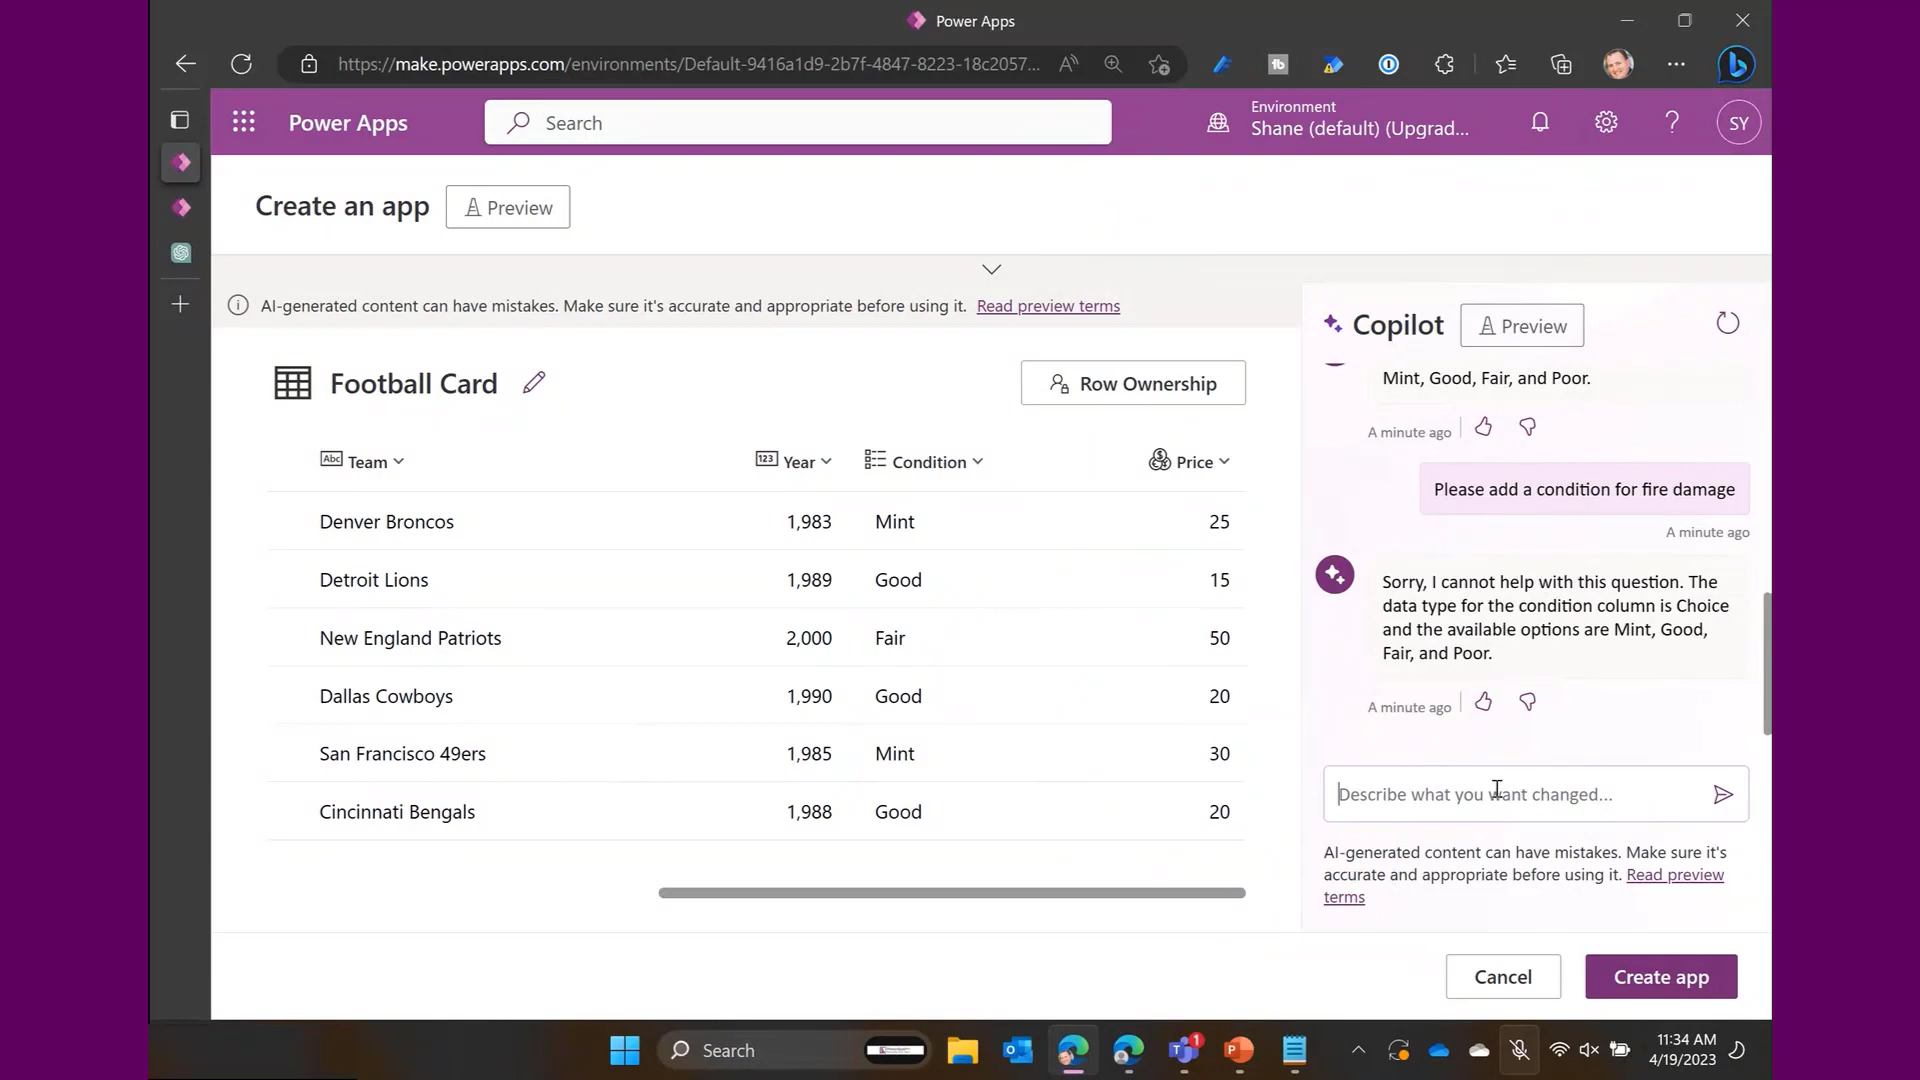 Power Apps
https://make.powerapps.com/environments/Default-9416a1d9-2b7f-4847-8223-18c2057...
Power Apps
Search
Environment
Shane (default) (Upgrad...
SY
Create an app
Preview
AI-generated content can have mistakes. Make sure it's accurate and appropriate before using it. Read preview terms
Football Card
Row Ownership
Team Year Condition Price
Denver Broncos 1,983 Mint 25
Detroit Lions 1,989 Good 15
New England Patriots 2,000 Fair 50
Dallas Cowboys 1,990 Good 20
San Francisco 49ers 1,985 Mint 30
Cincinnati Bengals 1,988 Good 20
Copilot
Preview
Mint, Good, Fair, and Poor.
A minute ago
Please add a condition for fire damage
A minute ago
Sorry, I cannot help with this question. The
data type for the condition column is Choice
and the available options are Mint, Good,
Fair, and Poor.
A minute ago
Describe what you want changed...
AI-generated content can have mistakes. Make sure it's
accurate and appropriate before using it. Read preview
terms
Cancel
Create app
Search
11:34 AM
4/19/2023